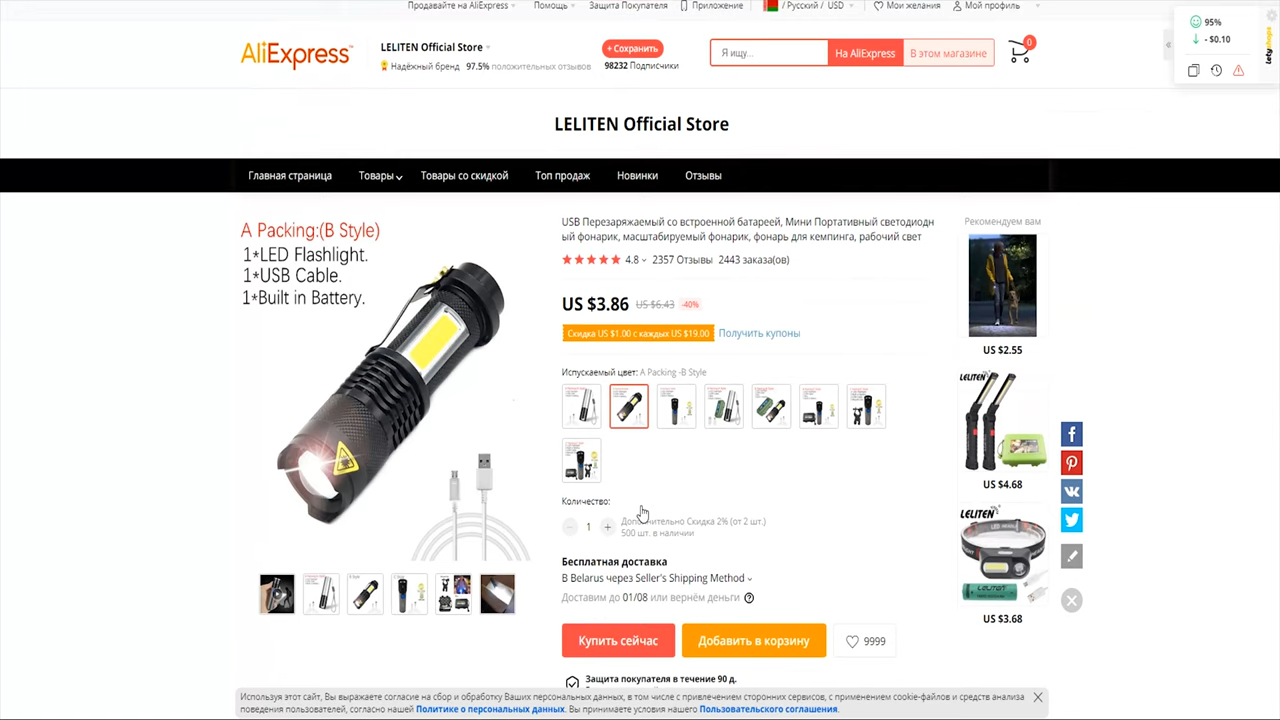 Продавайте на AliExpress
Помощь
Защита Покупателя
Приложение
/ Русский / USD
Мои желания
Мой профиль
95%
- $0.10
AliExpress
LELITEN Official Store
Надёжный бренд 97.5% положительных отзывов
+ Сохранить
98232 Подписчики
Я ищу...
На AliExpress
В этом магазине
0
LELITEN Official Store
Главная страница
Товары
Товары со скидкой
Топ продаж
Новинки
Отзывы
A Packing:(B Style)
1*LED Flashlight.
1*USB Cable.
1*Built in Battery.
USB Перезаряжаемый со встроенной батареей, Мини Портативный светодиодн
ый фонарик, масштабируемый фонарик, фонарь для кемпинга, рабочий свет
4.8 2357 Отзывы 2443 заказа(ов)
US $3.86 US $6.43 -40%
Скидка US $1.00 с каждых US $19.00 Получить купоны
Испускаемый цвет: A Packing -B Style
Количество:
1
Дополнительно Скидка 2% (от 2 шт.)
500 шт. в наличии
Бесплатная доставка
В Belarus через Seller's Shipping Method
Доставим до 01/08 или вернём деньги
Купить сейчас
Добавить в корзину
9999
Защита покупателя в течение 90 д.
Рекомендуем вам
US $2.55
LELITEN
US $4.68
LELITEN
US $3.68
Используя этот сайт, Вы выражаете согласие на сбор и обработку Ваших персональных данных, в том числе с привлечением сторонних сервисов, с применением cookie-файлов и средств анализа
поведения пользователей, согласно нашей Политике о персональных данных. Вы принимаете условия нашего Пользовательского соглашения.